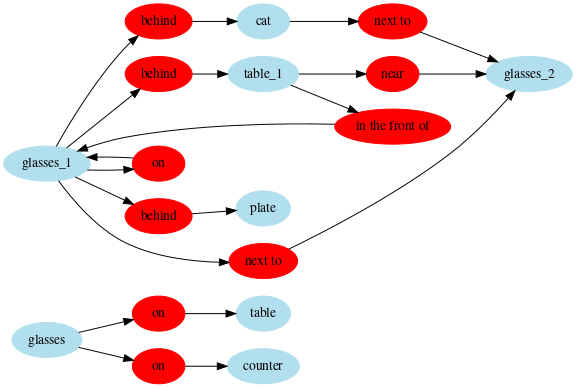 behind
cat
next to
behind
table_1
near
glasses_2
in the front of
glasses_1
on
behind
plate
next to
on
table
glasses
on
counter